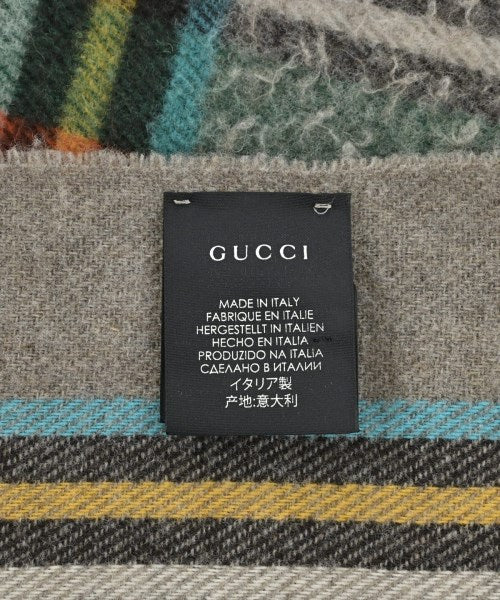 GUCCI
MADE IN ITALY
FABRIQUE EN ITALIE
HERGESTELLT IN ITALIEN
HECHO EN ITALIA
PRODUZIDO NA ITALIA
СДЕЛАНО В ИТАЛИИ
イタリア製
产地:意大利